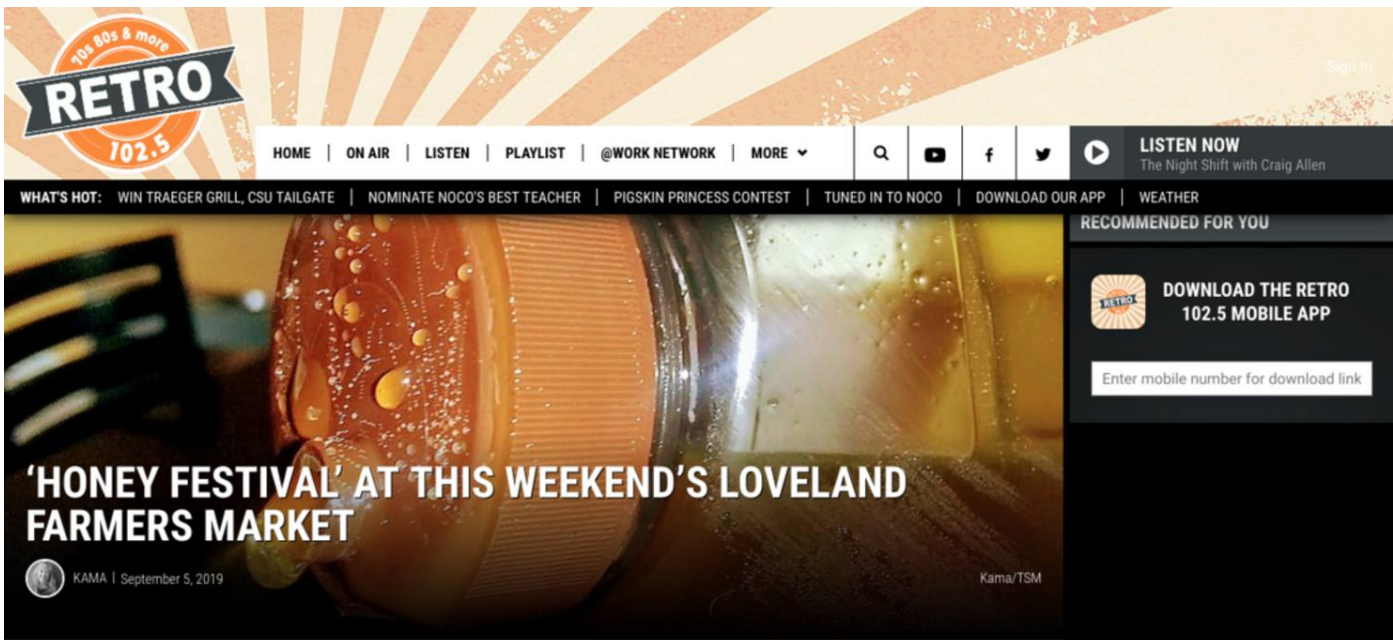 70s 80s & more
RETRO
102.5
Sign In
HOME | ON AIR | LISTEN | PLAYLIST | @WORK NETWORK | MORE
LISTEN NOW
The Night Shift with Craig Allen
WHAT'S HOT: WIN TRAEGER GRILL, CSU TAILGATE | NOMINATE NOCO'S BEST TEACHER | PIGSKIN PRINCESS CONTEST | TUNED IN TO NOCO | DOWNLOAD OUR APP | WEATHER
RECOMMENDED FOR YOU
RETRO
DOWNLOAD THE RETRO
102.5 MOBILE APP
Enter mobile number for download link
‘HONEY FESTIVAL’ AT THIS WEEKEND’S LOVELAND
FARMERS MARKET
KAMA | September 5, 2019
Kama/TSM